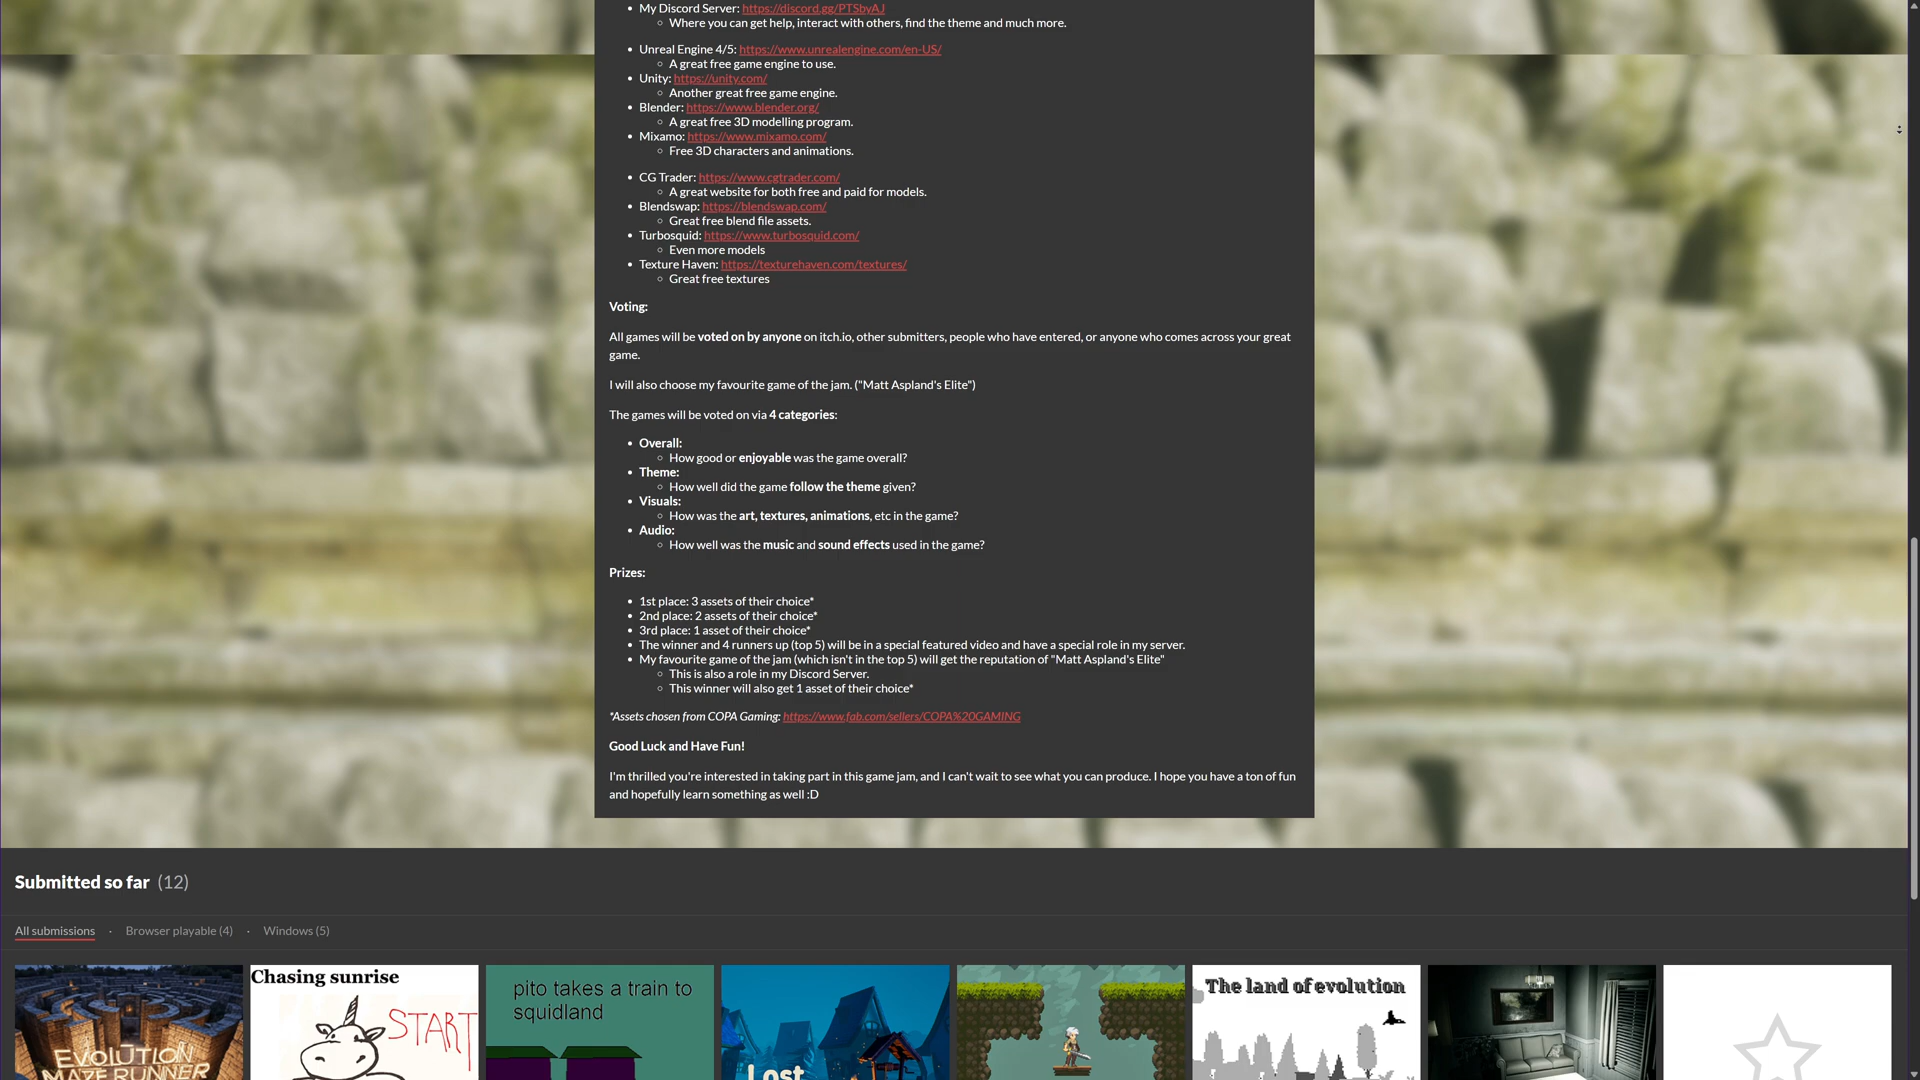 My Discord Server: https://discord.gg/PTSbyAJ
Where you can get help, interact with others, find the theme and much more.
Unreal Engine 4/5: https://www.unrealengine.com/en-US/
A great free game engine to use.
Unity: https://unity.com/
Another great free game engine.
Blender: https://www.blender.org/
A great free 3D modelling program.
Mixamo: https://www.mixamo.com/
Free 3D characters and animations.
CG Trader: https://www.cgtrader.com/
A great website for both free and paid for models.
Blendswap: https://blendswap.com/
Great free blend file assets.
Turbosquid: https://www.turbosquid.com/
Even more models
Texture Haven: https://texturehaven.com/textures/
Great free textures
Voting:
All games will be voted on by anyone on itch.io, other submitters, people who have entered, or anyone who comes across your great
game.
I will also choose my favourite game of the jam. ("Matt Aspland's Elite")
The games will be voted on via 4 categories:
Overall:
How good or enjoyable was the game overall?
Theme:
How well did the game follow the theme given?
Visuals:
How was the art, textures, animations, etc in the game?
Audio:
How well was the music and sound effects used in the game?
Prizes:
1st place: 3 assets of their choice*
2nd place: 2 assets of their choice*
3rd place: 1 asset of their choice*
The winner and 4 runners up (top 5) will be in a special featured video and have a special role in my server.
My favourite game of the jam (which isn't in the top 5) will get the reputation of "Matt Aspland's Elite"
This is also a role in my Discord Server.
This winner will also get 1 asset of their choice*
*Assets chosen from COPA Gaming: https://www.fab.com/sellers/COPA%20GAMING
Good Luck and Have Fun!
I'm thrilled you're interested in taking part in this game jam, and I can't wait to see what you can produce. I hope you have a ton of fun
and hopefully learn something as well :D
Submitted so far (12)
All submissions · Browser playable (4) · Windows (5)
EVOLUTION
MAZE RUNNER
Chasing sunrise
START
pito takes a train to
squidland
Lost
The land of evolution